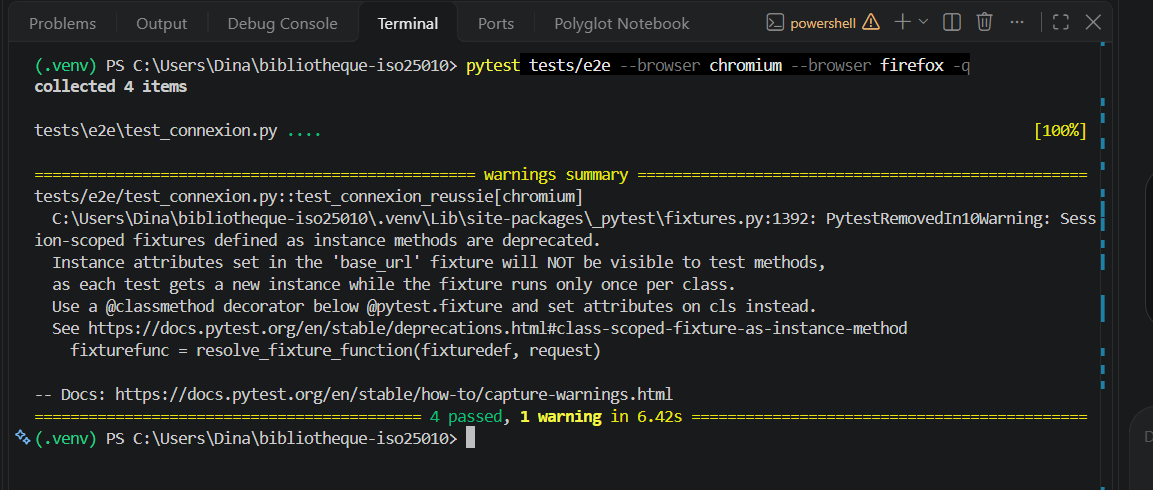 Problems Output Debug Console Terminal Ports Polyglot Notebook powershell
(.venv) PS C:\Users\Dina\bibliotheque-iso25010> pytest tests/e2e --browser chromium --browser firefox -q
collected 4 items
tests\e2e\test_connexion.py .... [100%]
================================================= warnings summary ==================================================
tests/e2e/test_connexion.py::test_connexion_reussie[chromium]
C:\Users\Dina\bibliotheque-iso25010\.venv\Lib\site-packages\_pytest\fixtures.py:1392: PytestRemovedIn10Warning: Sess
ion-scoped fixtures defined as instance methods are deprecated.
Instance attributes set in the 'base_url' fixture will NOT be visible to test methods,
as each test gets a new instance while the fixture runs only once per class.
Use a @classmethod decorator below @pytest.fixture and set attributes on cls instead.
See https://docs.pytest.org/en/stable/deprecations.html#class-scoped-fixture-as-instance-method
fixturefunc = resolve_fixture_function(fixturedef, request)
-- Docs: https://docs.pytest.org/en/stable/how-to/capture-warnings.html
=========================================== 4 passed, 1 warning in 6.42s ============================================
(.venv) PS C:\Users\Dina\bibliotheque-iso25010>